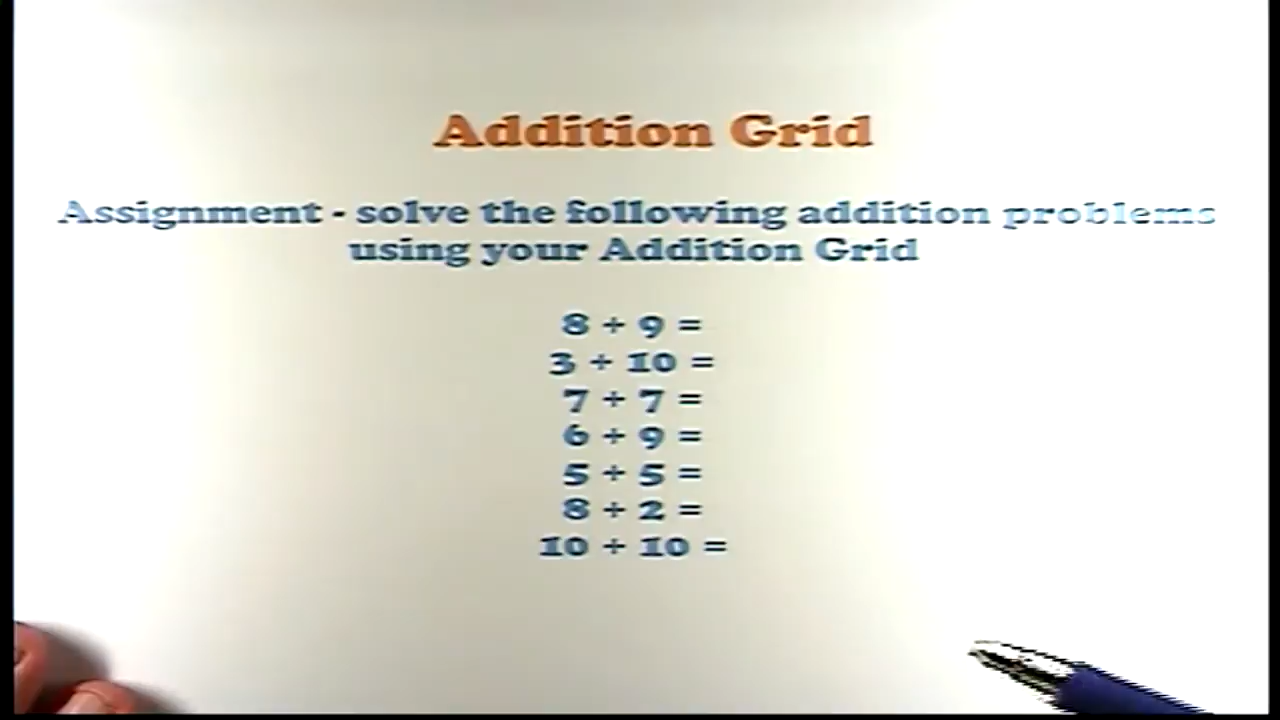 Addition Grid
Assignment - solve the following addition problems
using your Addition Grid
8 + 9 =
3 + 10 =
7 + 7 =
6 + 9 =
5 + 5 =
8 + 2 =
10 + 10 =